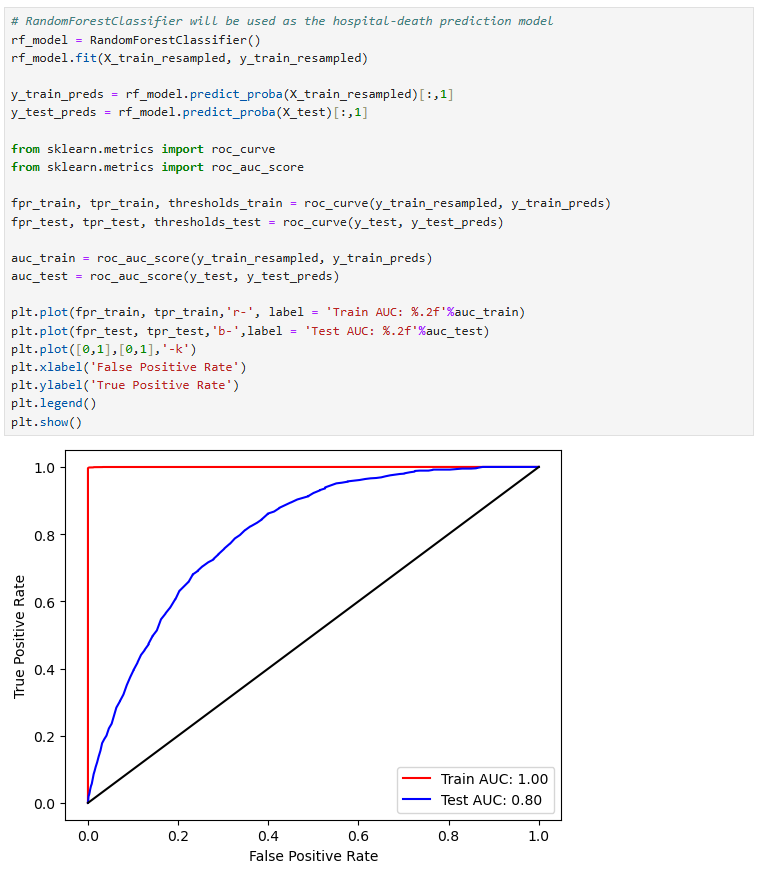 # RandomForestClassifier will be used as the hospital-death prediction model
rf_model = RandomForestClassifier()
rf_model.fit(X_train_resampled, y_train_resampled)
y_train_preds = rf_model.predict_proba(X_train_resampled)[:,1]
y_test_preds = rf_model.predict_proba(X_test)[:,1]
from sklearn.metrics import roc_curve
from sklearn.metrics import roc_auc_score
fpr_train, tpr_train, thresholds_train = roc_curve(y_train_resampled, y_train_preds)
fpr_test, tpr_test, thresholds_test = roc_curve(y_test, y_test_preds)
auc_train = roc_auc_score(y_train_resampled, y_train_preds)
auc_test = roc_auc_score(y_test, y_test_preds)
plt.plot(fpr_train, tpr_train,'r-', label = 'Train AUC: %.2f'%auc_train)
plt.plot(fpr_test, tpr_test,'b-',label = 'Test AUC: %.2f'%auc_test)
plt.plot([0,1],[0,1],'-k')
plt.xlabel('False Positive Rate')
plt.ylabel('True Positive Rate')
plt.legend()
plt.show()
1.0
0.8
0.6
0.4
0.2
0.0
True Positive Rate
Train AUC: 1.00
Test AUC: 0.80
0.0 0.2 0.4 0.6 0.8 1.0
False Positive Rate